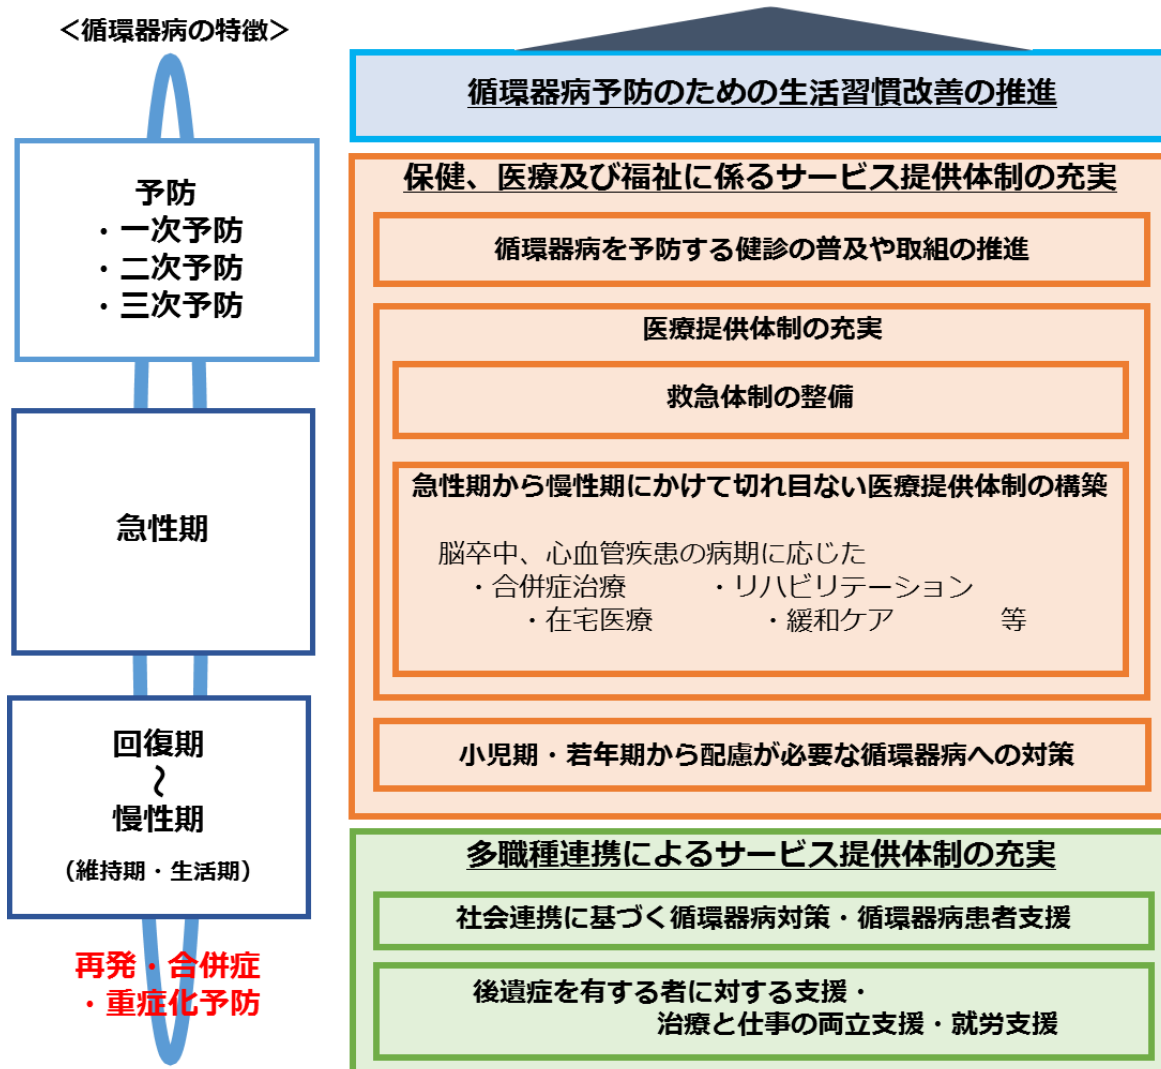 ＜循環器病の特徴＞
予防
・一次予防
・二次予防
・三次予防
急性期
回復期
～
慢性期
（維持期・生活期）
再発・合併症
・重症化予防
循環器病予防のための生活習慣改善の推進
保健、医療及び福祉に係るサービス提供体制の充実
循環器病を予防する健診の普及や取組の推進
医療提供体制の充実
救急体制の整備
急性期から慢性期にかけて切れ目ない医療提供体制の構築
脳卒中、心血管疾患の病期に応じた
・合併症治療　　・リハビリテーション
・在宅医療　　・緩和ケア　　等
小児期・若年期から配慮が必要な循環器病への対策
多職種連携によるサービス提供体制の充実
社会連携に基づく循環器病対策・循環器病患者支援
後遺症を有する者に対する支援・
治療と仕事の両立支援・就労支援